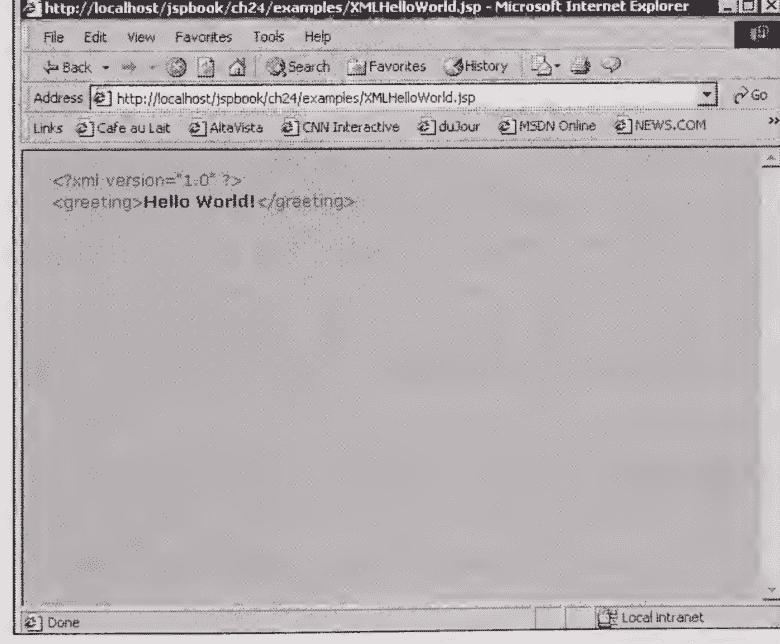 http://localhost/jspbook/ch24/examples/XMLHelloWorld.jsp - Microsoft Internet Explorer
File Edit View Favorites Tools Help
Back Search Favorites History
Address http://localhost/jspbook/ch24/examples/XMLHelloWorld.jsp Go
Links Cafe au Lait AltaVista CNN Interactive duJour MSDN Online NEWS.COM »
<?xml version="1.0" ?>
<greeting>Hello World!</greeting>
Done Local intranet